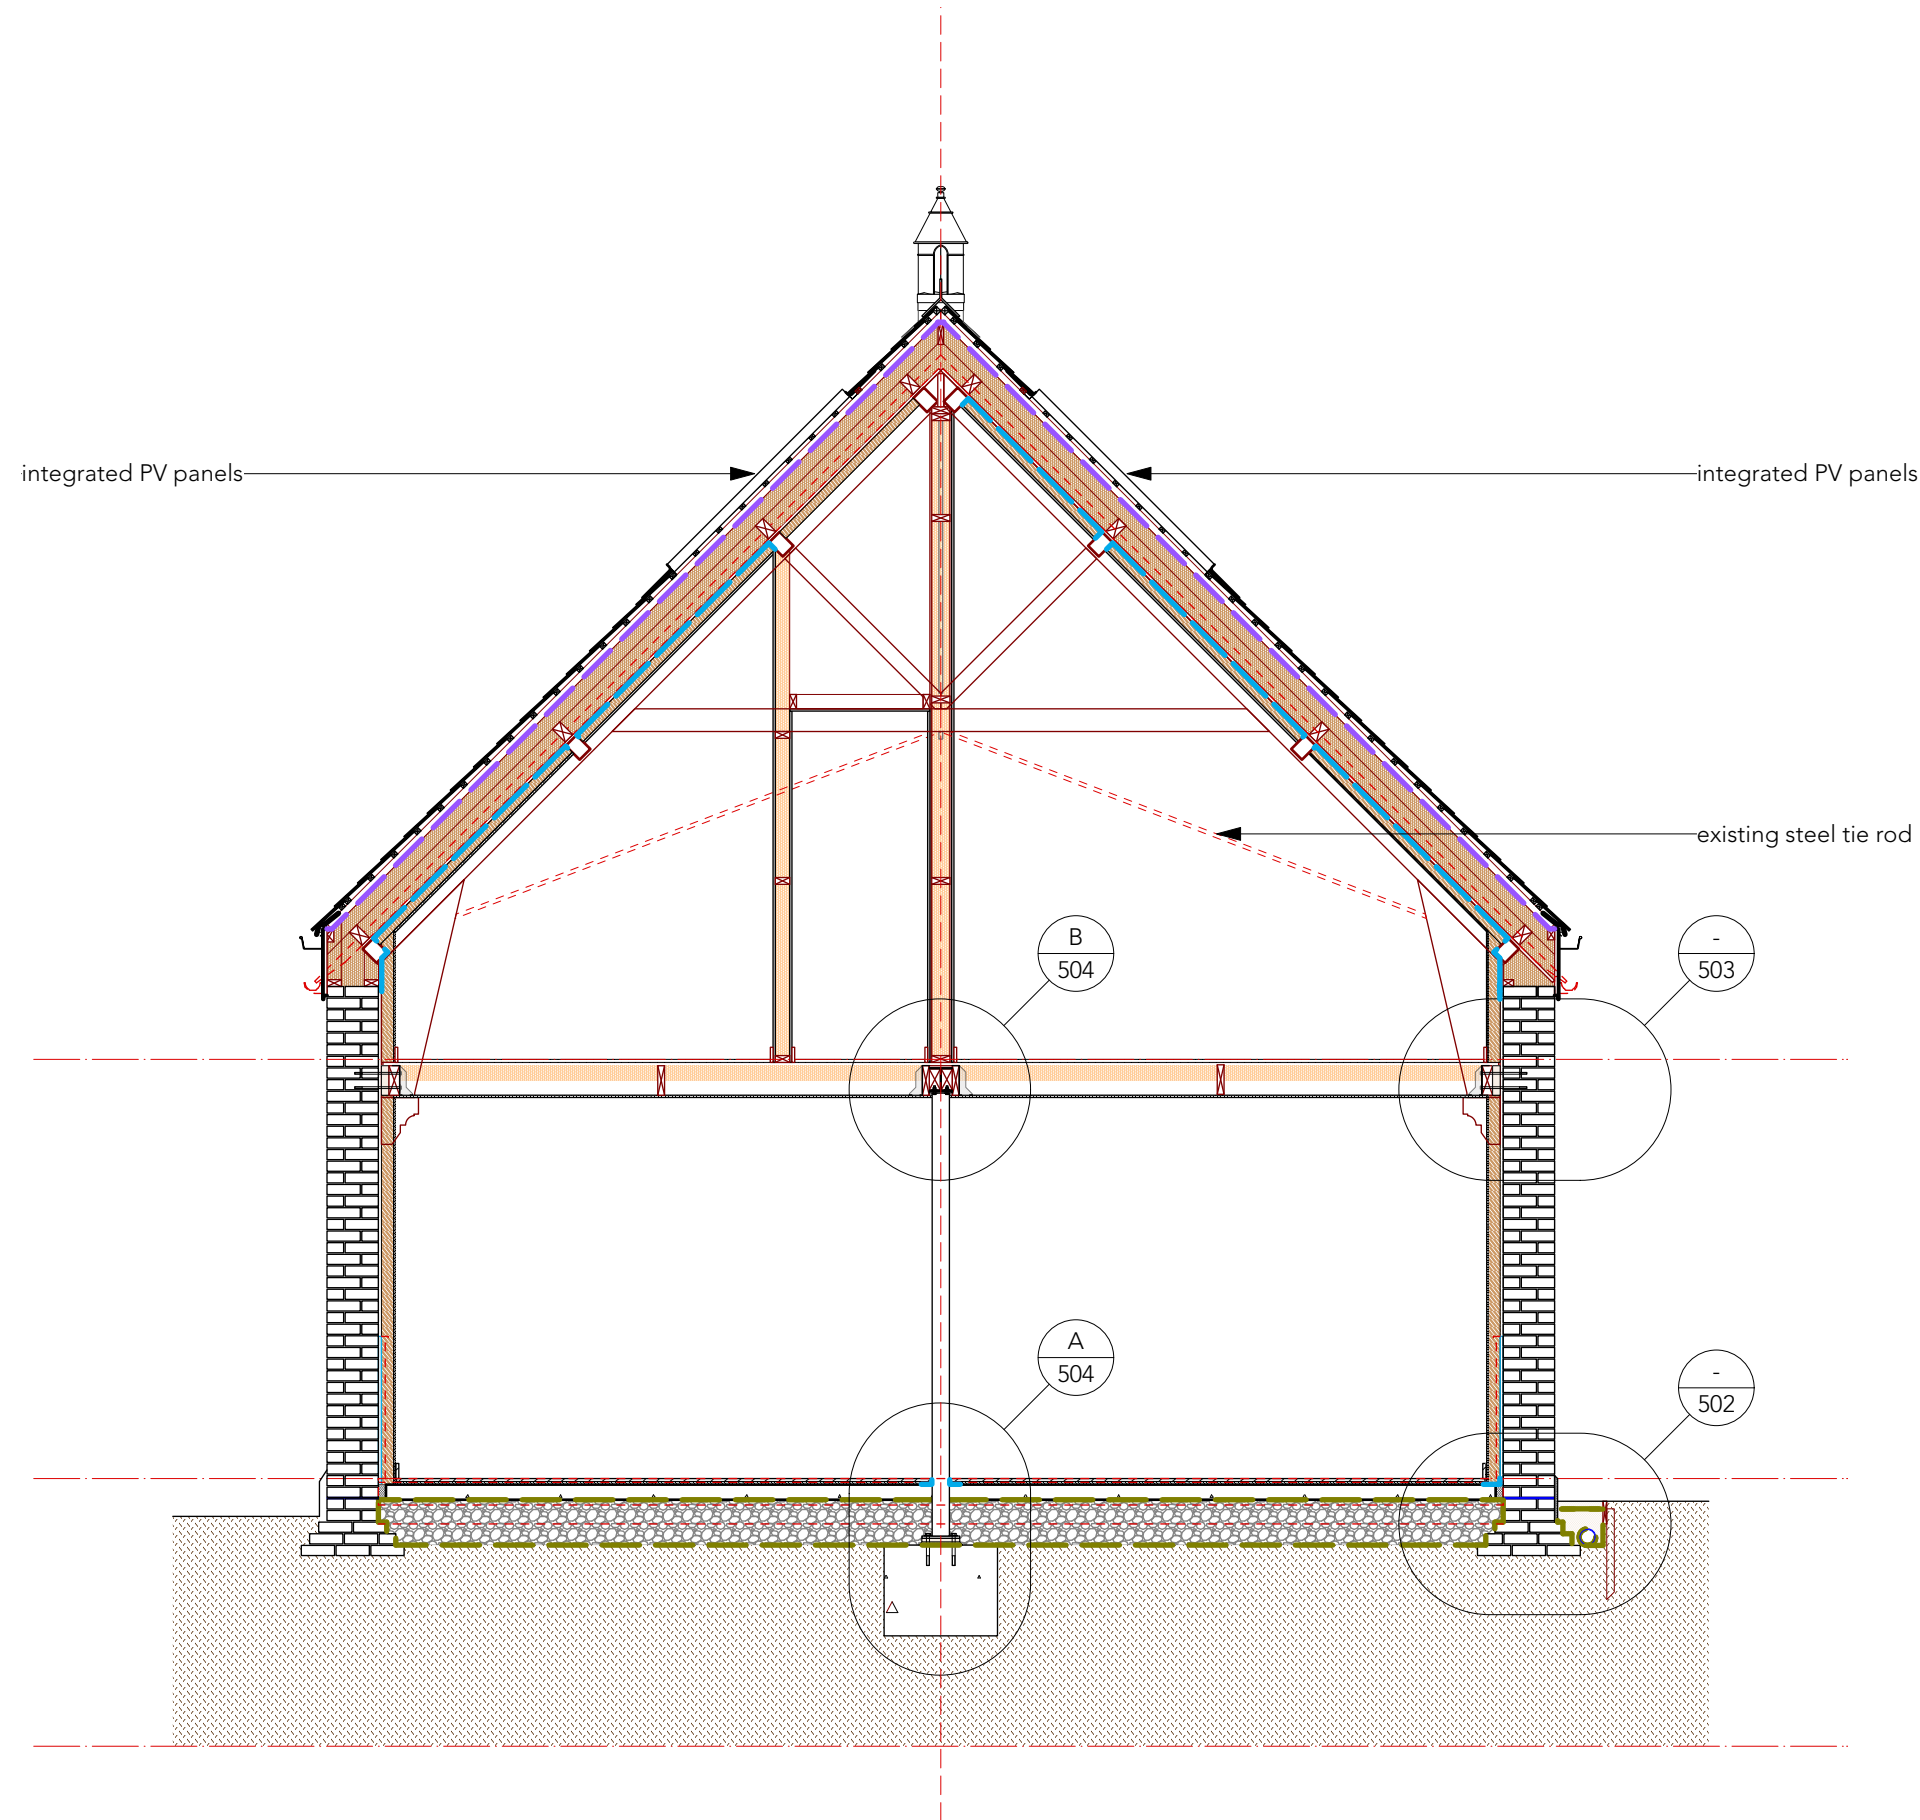 integrated PV panels
integrated PV panels
existing steel tie rod
B
504
-
503
A
504
-
502